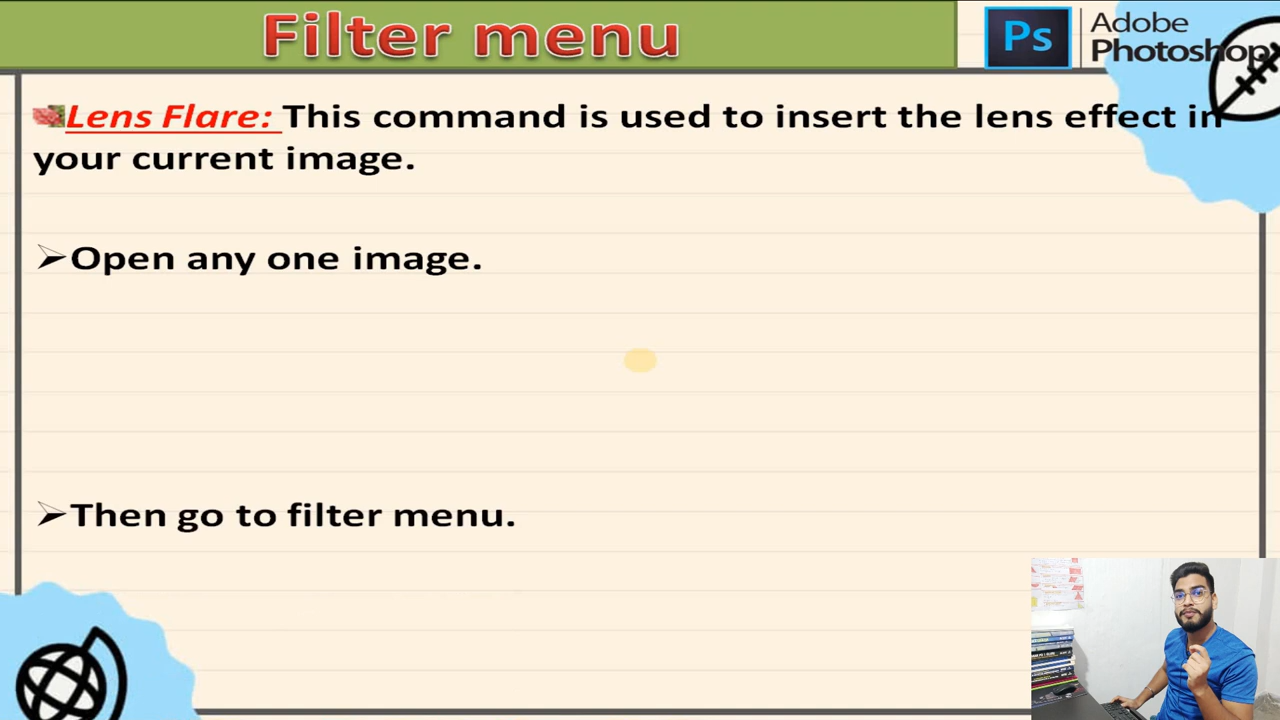 Filter menu
Ps
Adobe
Photoshop
Lens Flare: This command is used to insert the lens effect in
your current image.
Open any one image.
Then go to filter menu.